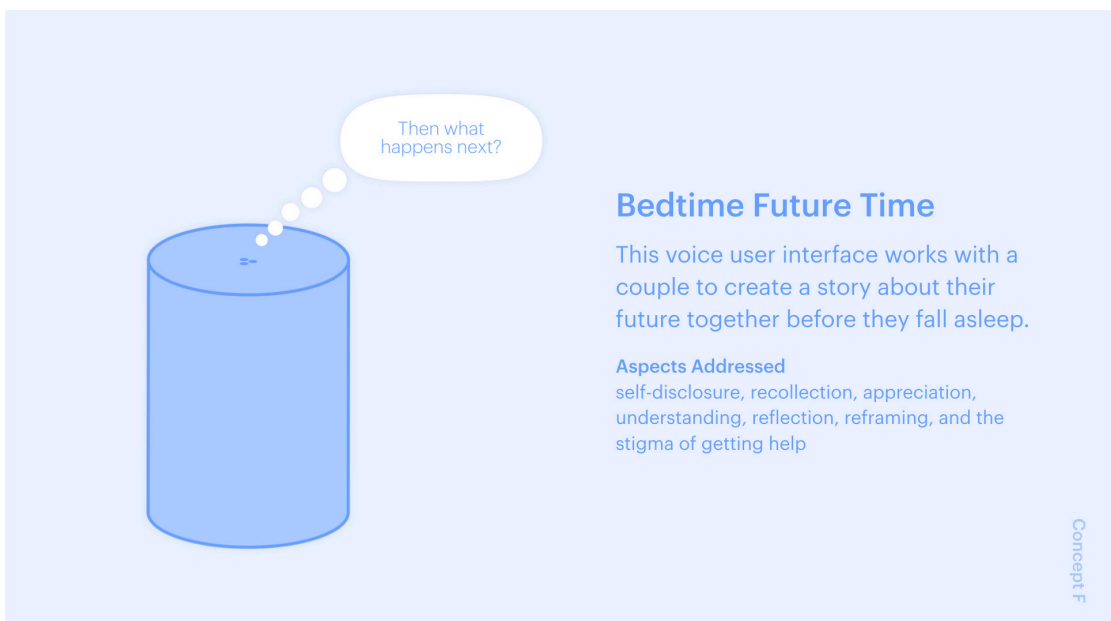 Then what
happens next?
Bedtime Future Time
This voice user interface works with a
couple to create a story about their
future together before they fall asleep.
Aspects Addressed
self-disclosure, recollection, appreciation,
understanding, reflection, reframing, and the
stigma of getting help
Concept F